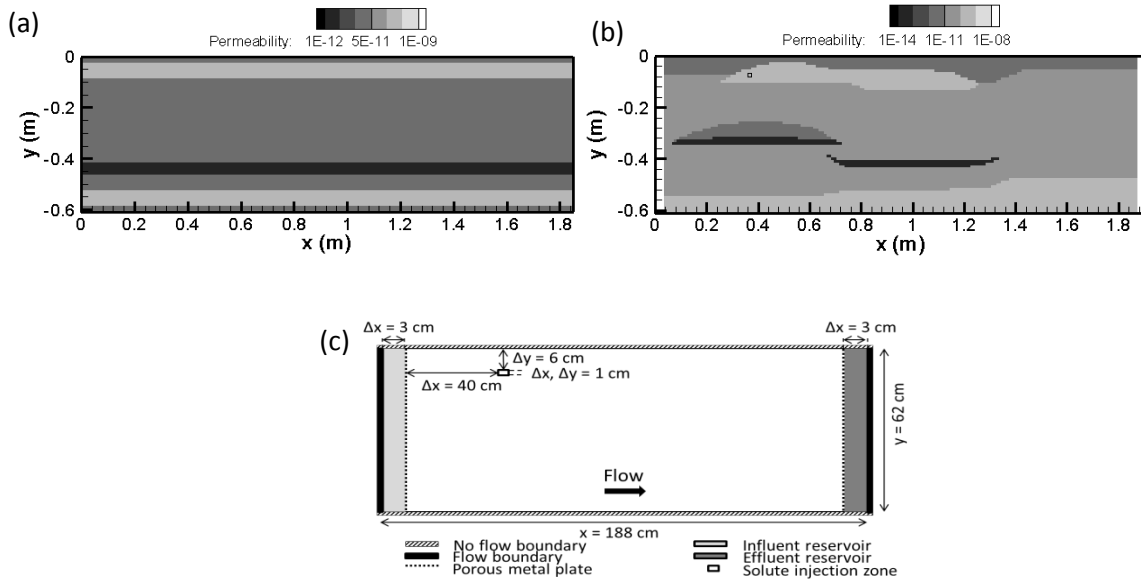 (a)
Permeability: 1E-12 5E-11 1E-09
0
-0.2
-0.4
-0.6
y (m)
0 0.2 0.4 0.6 0.8 1 1.2 1.4 1.6 1.8
x (m)
(b)
Permeability: 1E-14 1E-11 1E-08
0
-0.2
-0.4
-0.6
y (m)
0 0.2 0.4 0.6 0.8 1 1.2 1.4 1.6 1.8
x (m)
(c)
Δx = 3 cm
Δx = 3 cm
Δy = 6 cm
Δx, Δy = 1 cm
Δx = 40 cm
y = 62 cm
Flow
x = 188 cm
No flow boundary
Flow boundary
Porous metal plate
Influent reservoir
Effluent reservoir
Solute injection zone